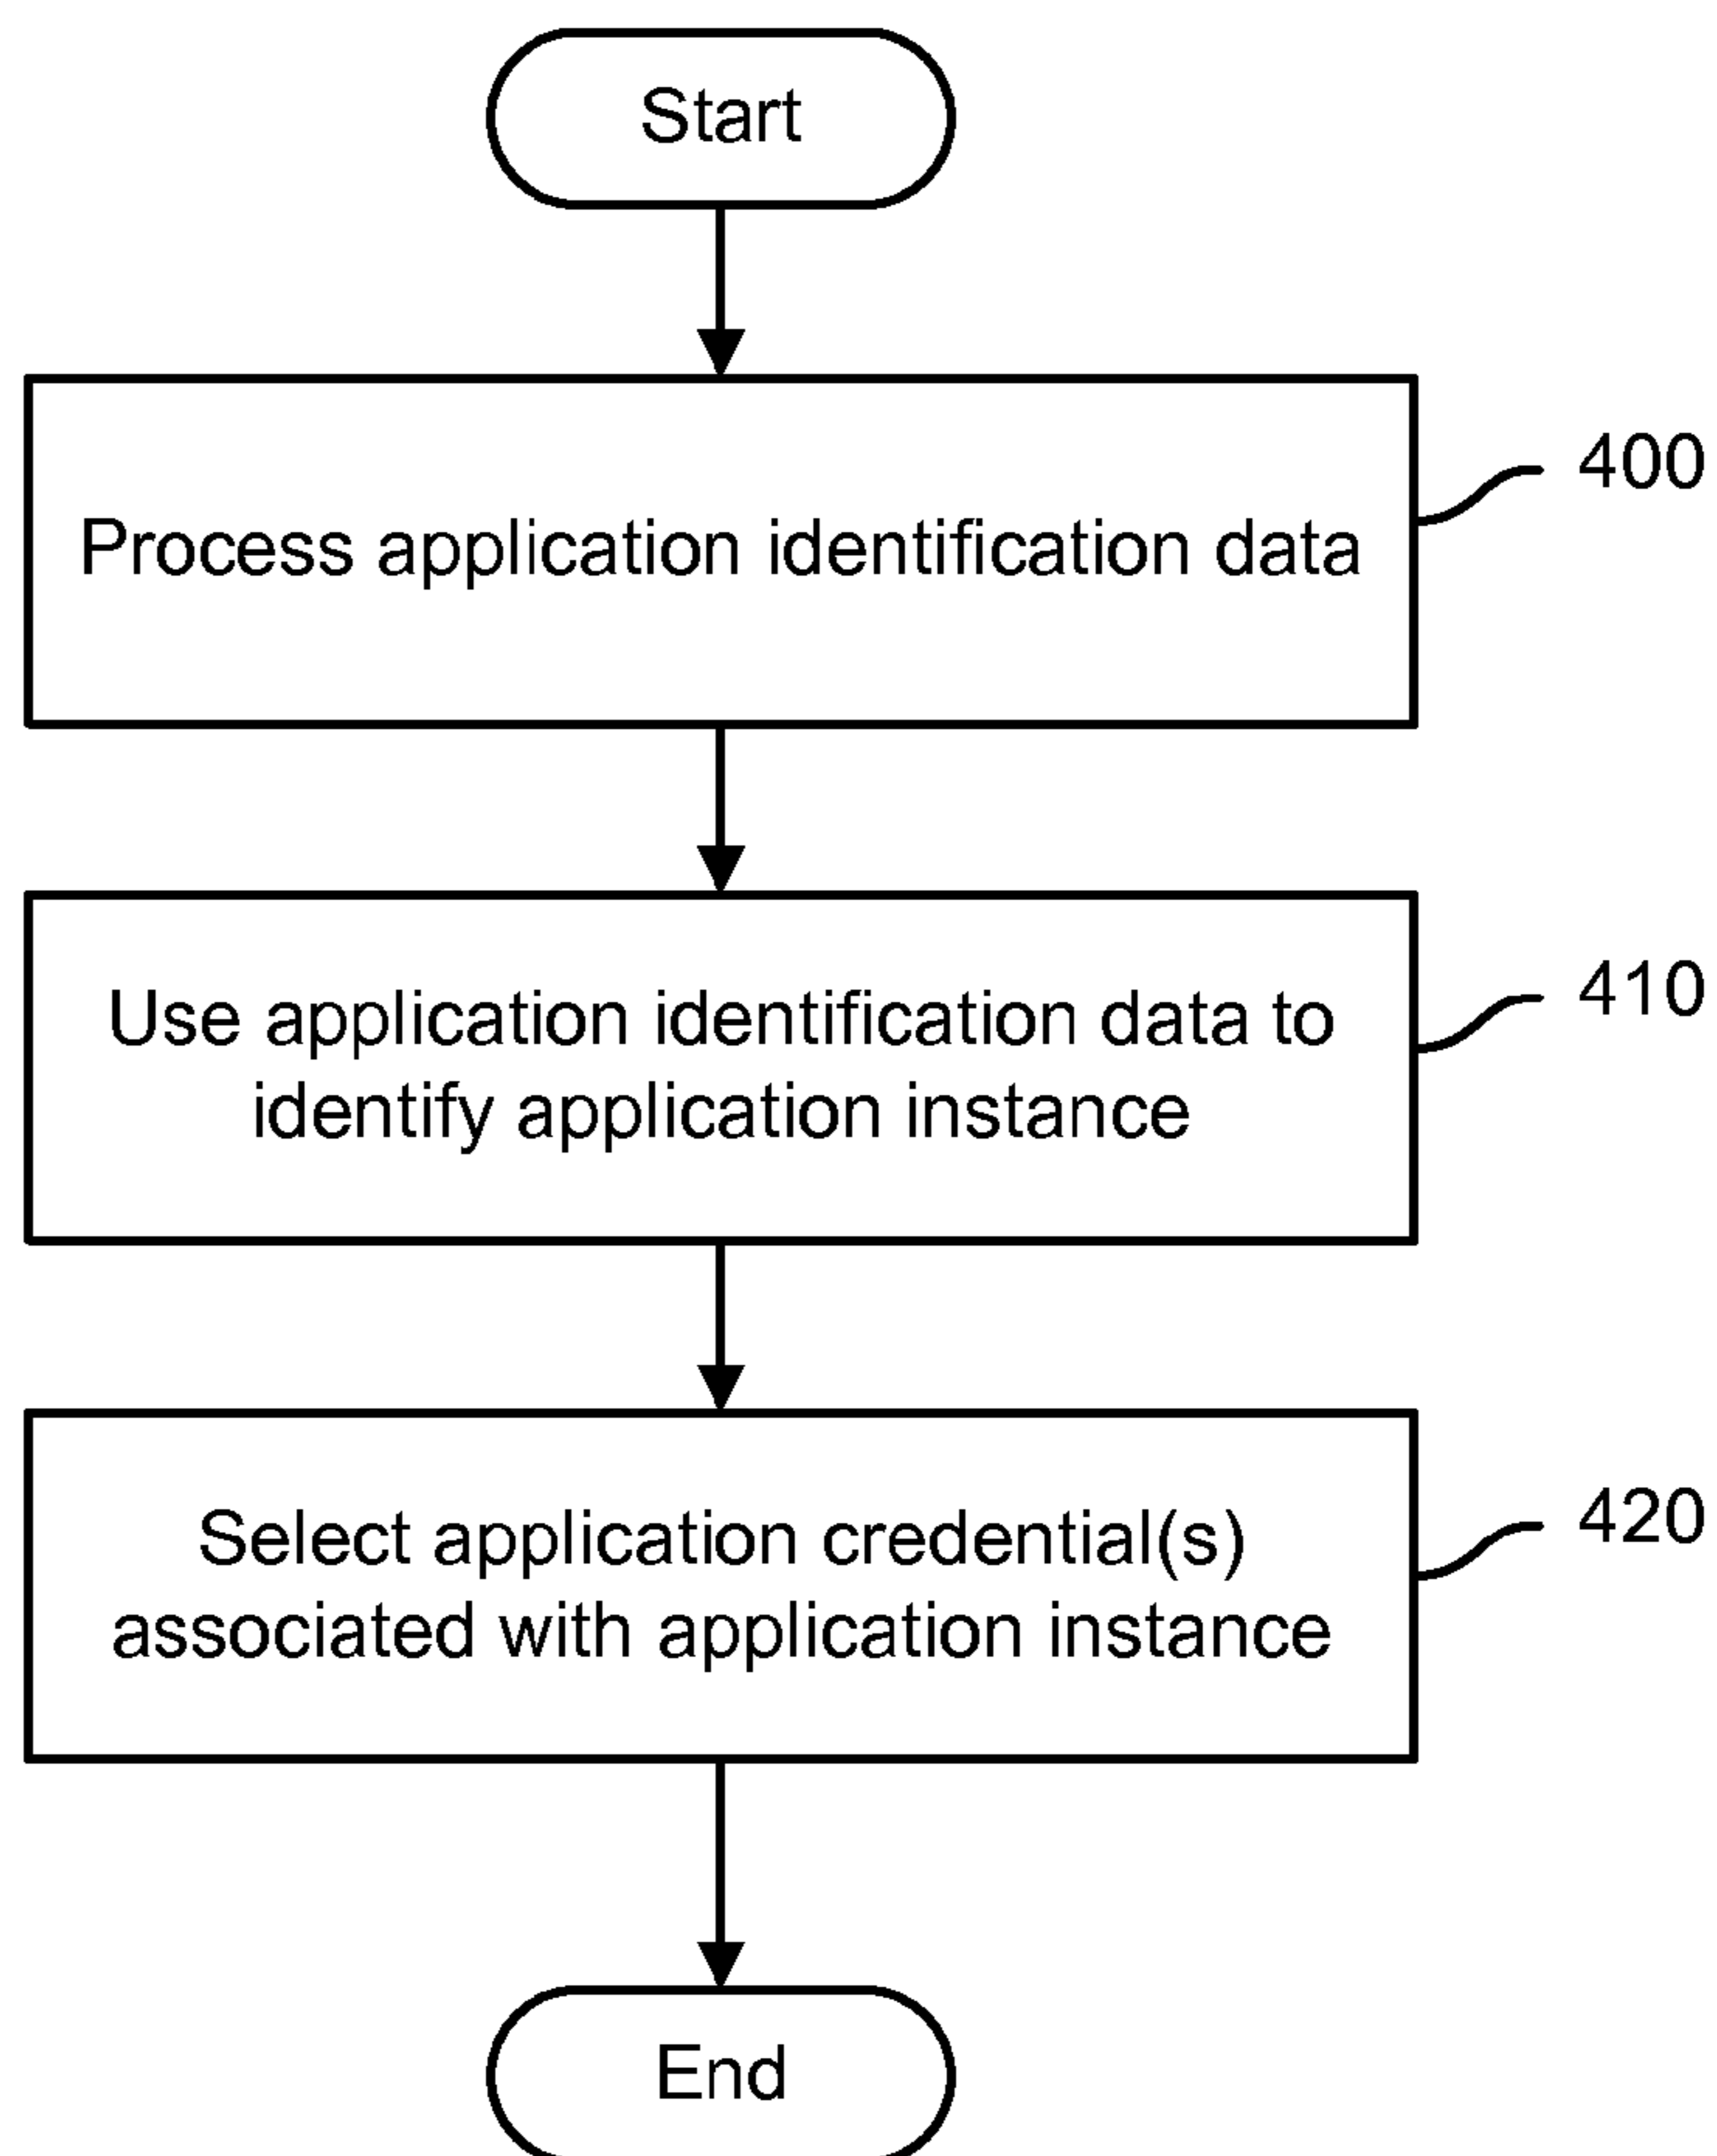 Start
400
Process application identification data
410
Use application identification data to
identify application instance
420
Select application credential(s)
associated with application instance
End